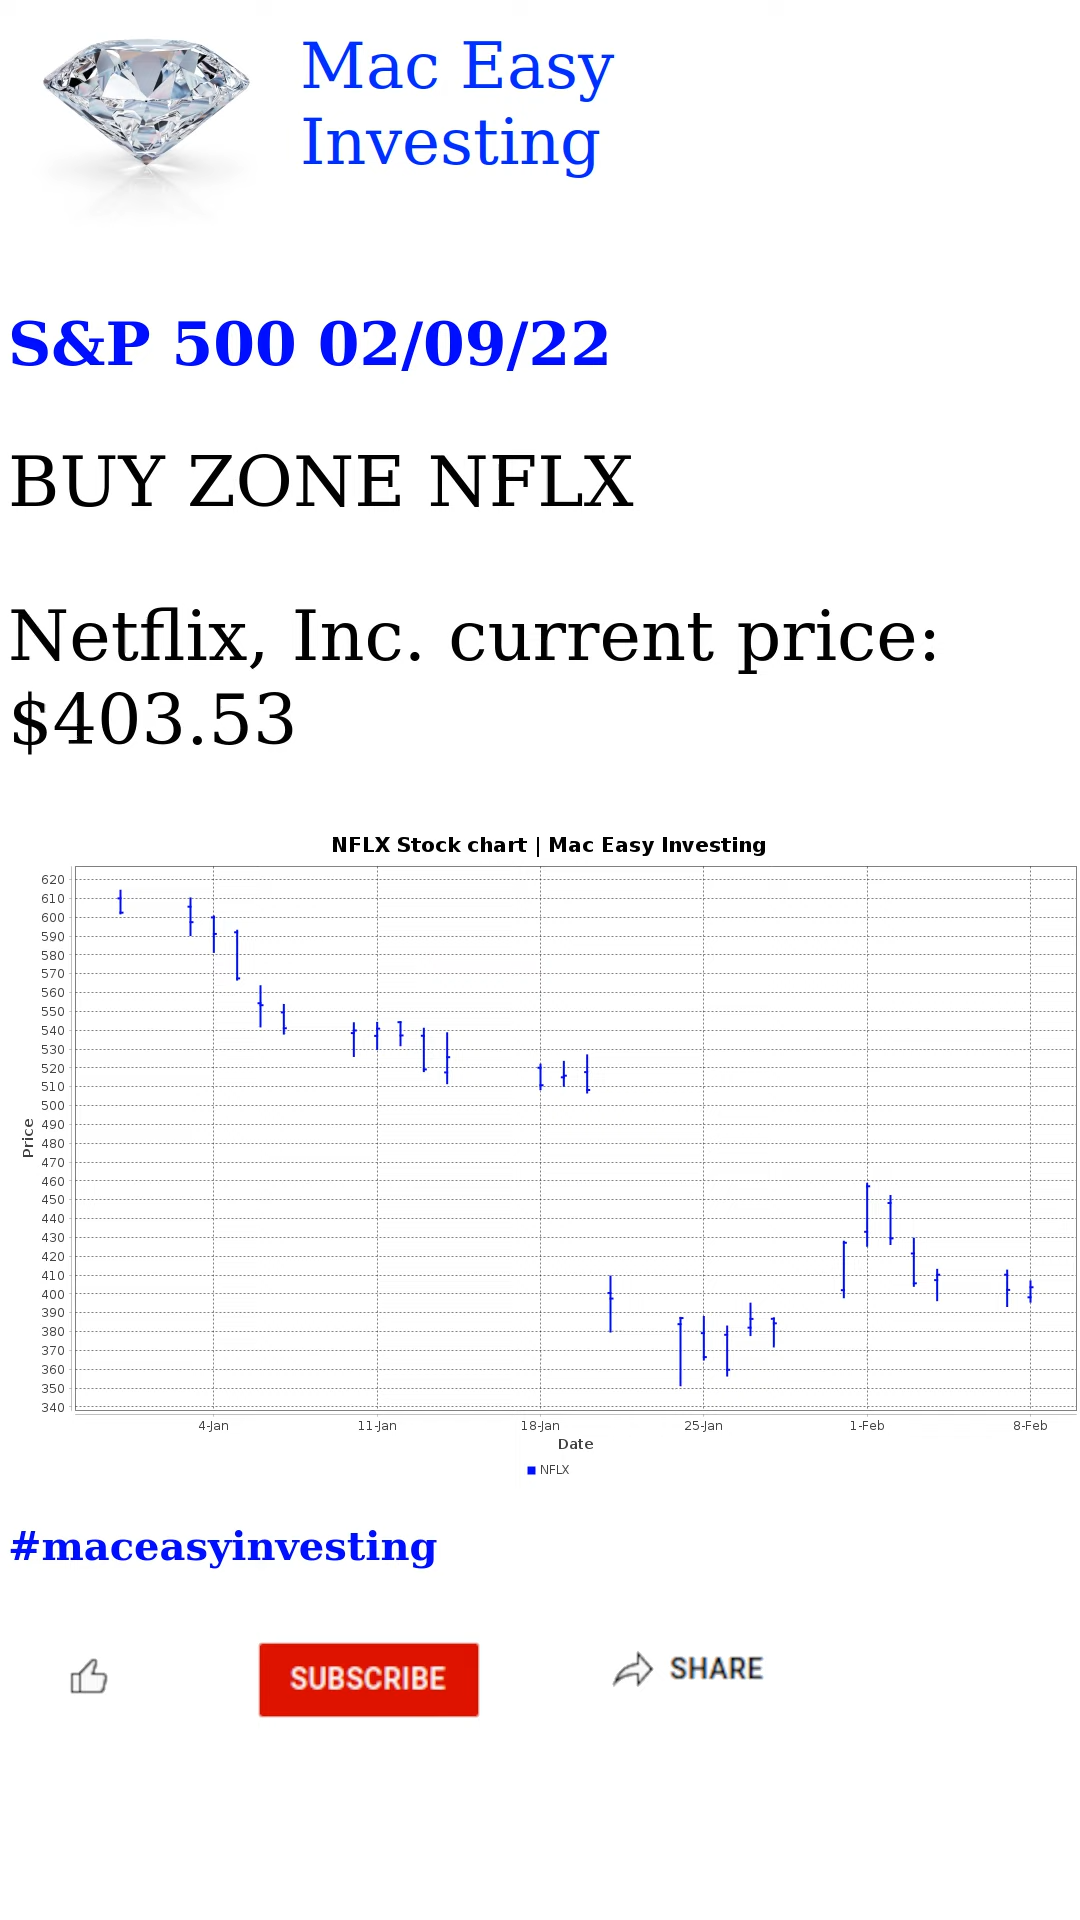 Mac Easy
Investing
S&P 500 02/09/22
BUY ZONE NFLX
Netflix, Inc. current price:
$403.53
NFLX Stock chart | Mac Easy Investing
620
610
600
590
580
570
560
550
540
530
520
510
500
490
480
470
460
450
440
430
420
410
400
390
380
370
360
350
340
Price
4-Jan 11-Jan 18-Jan 25-Jan 1-Feb 8-Feb
Date
NFLX
#maceasyinvesting
SUBSCRIBE SHARE